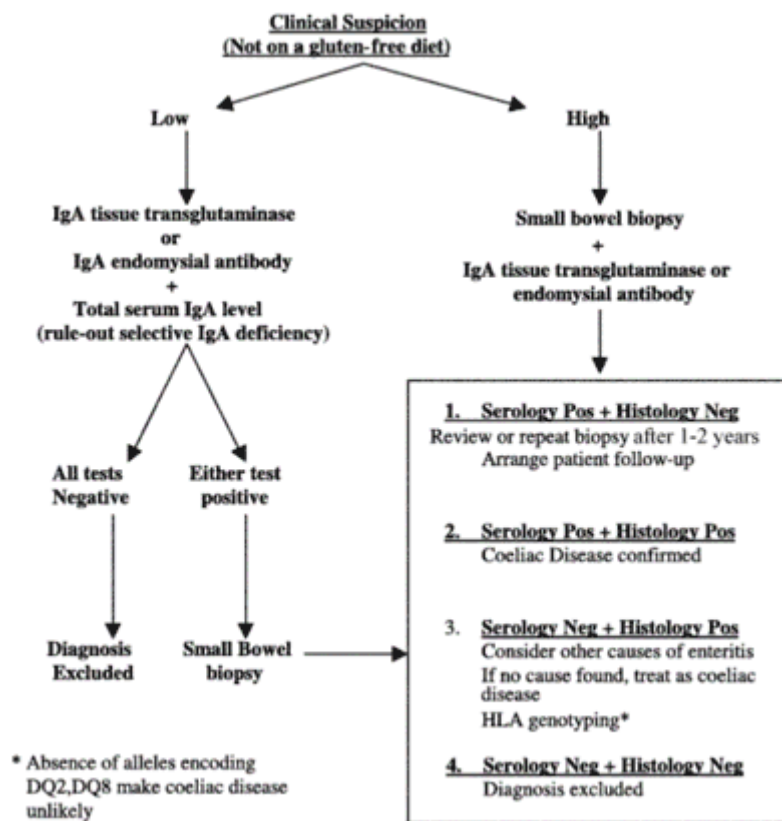 Clinical Suspicion
(Not on a gluten-free diet)
Low
High
IgA tissue transglutaminase
or
IgA endomysial antibody
+
Total serum IgA level
(rule-out selective IgA deficiency)
Small bowel biopsy
+
IgA tissue transglutaminase or
endomysial antibody
All tests
Negative
Either test
positive
Diagnosis
Excluded
Small Bowel
biopsy
1. Serology Pos + Histology Neg
Review or repeat biopsy after 1-2 years
Arrange patient follow-up
2. Serology Pos + Histology Pos
Coeliac Disease confirmed
3. Serology Neg + Histology Pos
Consider other causes of enteritis
If no cause found, treat as coeliac
disease
HLA genotyping*
4. Serology Neg + Histology Neg
Diagnosis excluded
* Absence of alleles encoding
DQ2,DQ8 make coeliac disease
unlikely